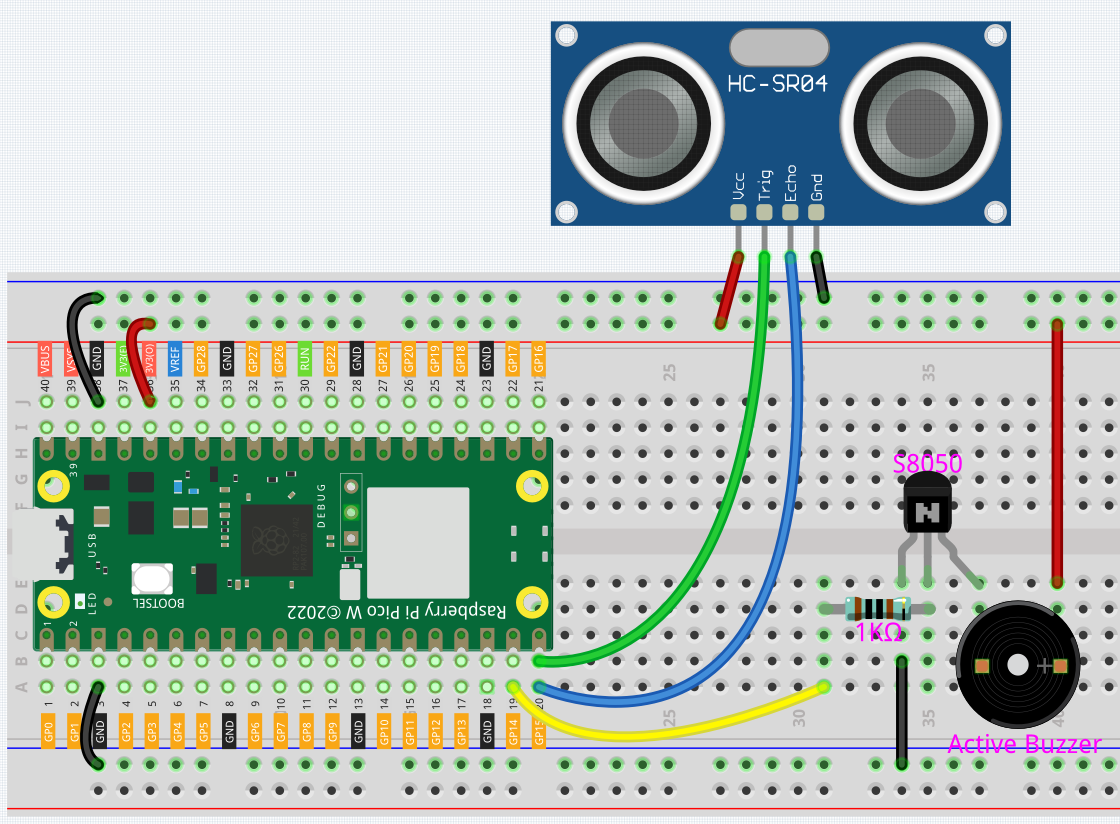 HC-SR04
Vcc
Trig
Echo
Gnd
VBUS
VSYS
GND
3V3(E)
3V3(O)
VREF
GP28
GND
GP27
GP26
RUN
GP22
GND
GP21
GP20
GP19
GP18
GND
GP17
GP16
40
39
38
37
36
35
34
33
32
31
30
29
28
27
26
25
24
23
22
21
25
35
J
I
H
G
F
39
DEBUG
S8050
USB
BOOTSEL
LED
Raspberry Pi Pico W ©2022
E
D
C
B
A
1
2
1KΩ
1
2
4
5
6
7
8
9
10
11
12
13
14
15
16
17
18
19
20
25
30
35
GP0
GP1
GND
GP2
GP3
GP4
GP5
GND
GP6
GP7
GP8
GP9
GND
GP10
GP11
GP12
GP13
GND
GP14
GP15
+
Active Buzzer